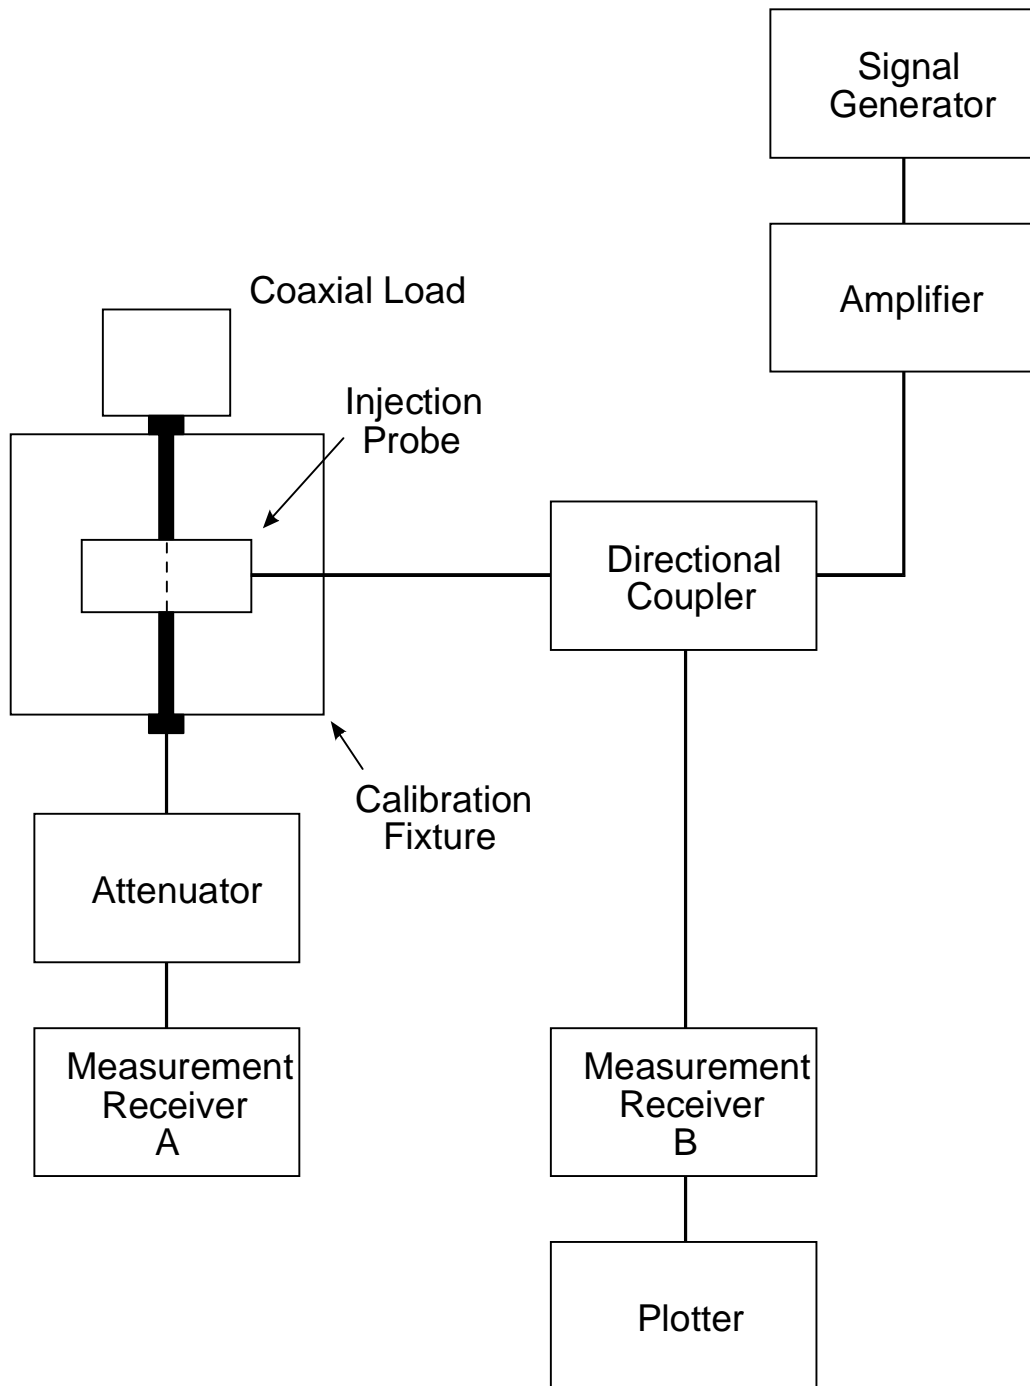 Signal
Generator
Amplifier
Coaxial Load
Injection
Probe
Directional
Coupler
Calibration
Fixture
Attenuator
Measurement
Receiver
A
Measurement
Receiver
B
Plotter